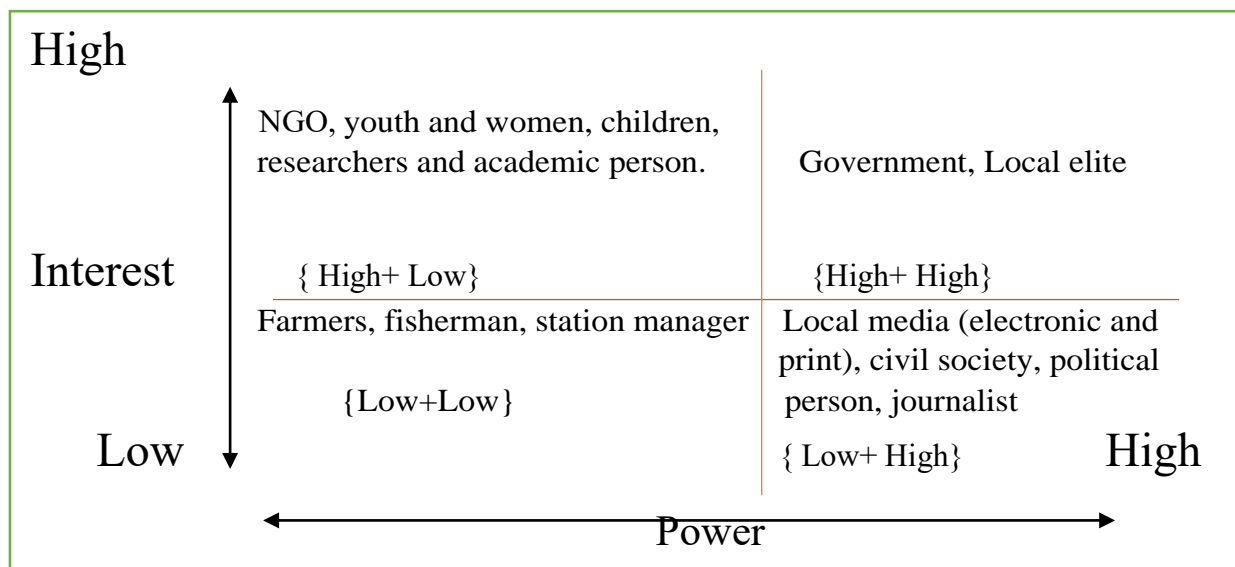 High
NGO, youth and women, children,
researchers and academic person.
Government, Local elite
Interest
{ High+ Low}
{High+ High}
Farmers, fisherman, station manager
Local media (electronic and
print), civil society, political
person, journalist
{Low+Low}
Low
{ Low+ High}
High
Power